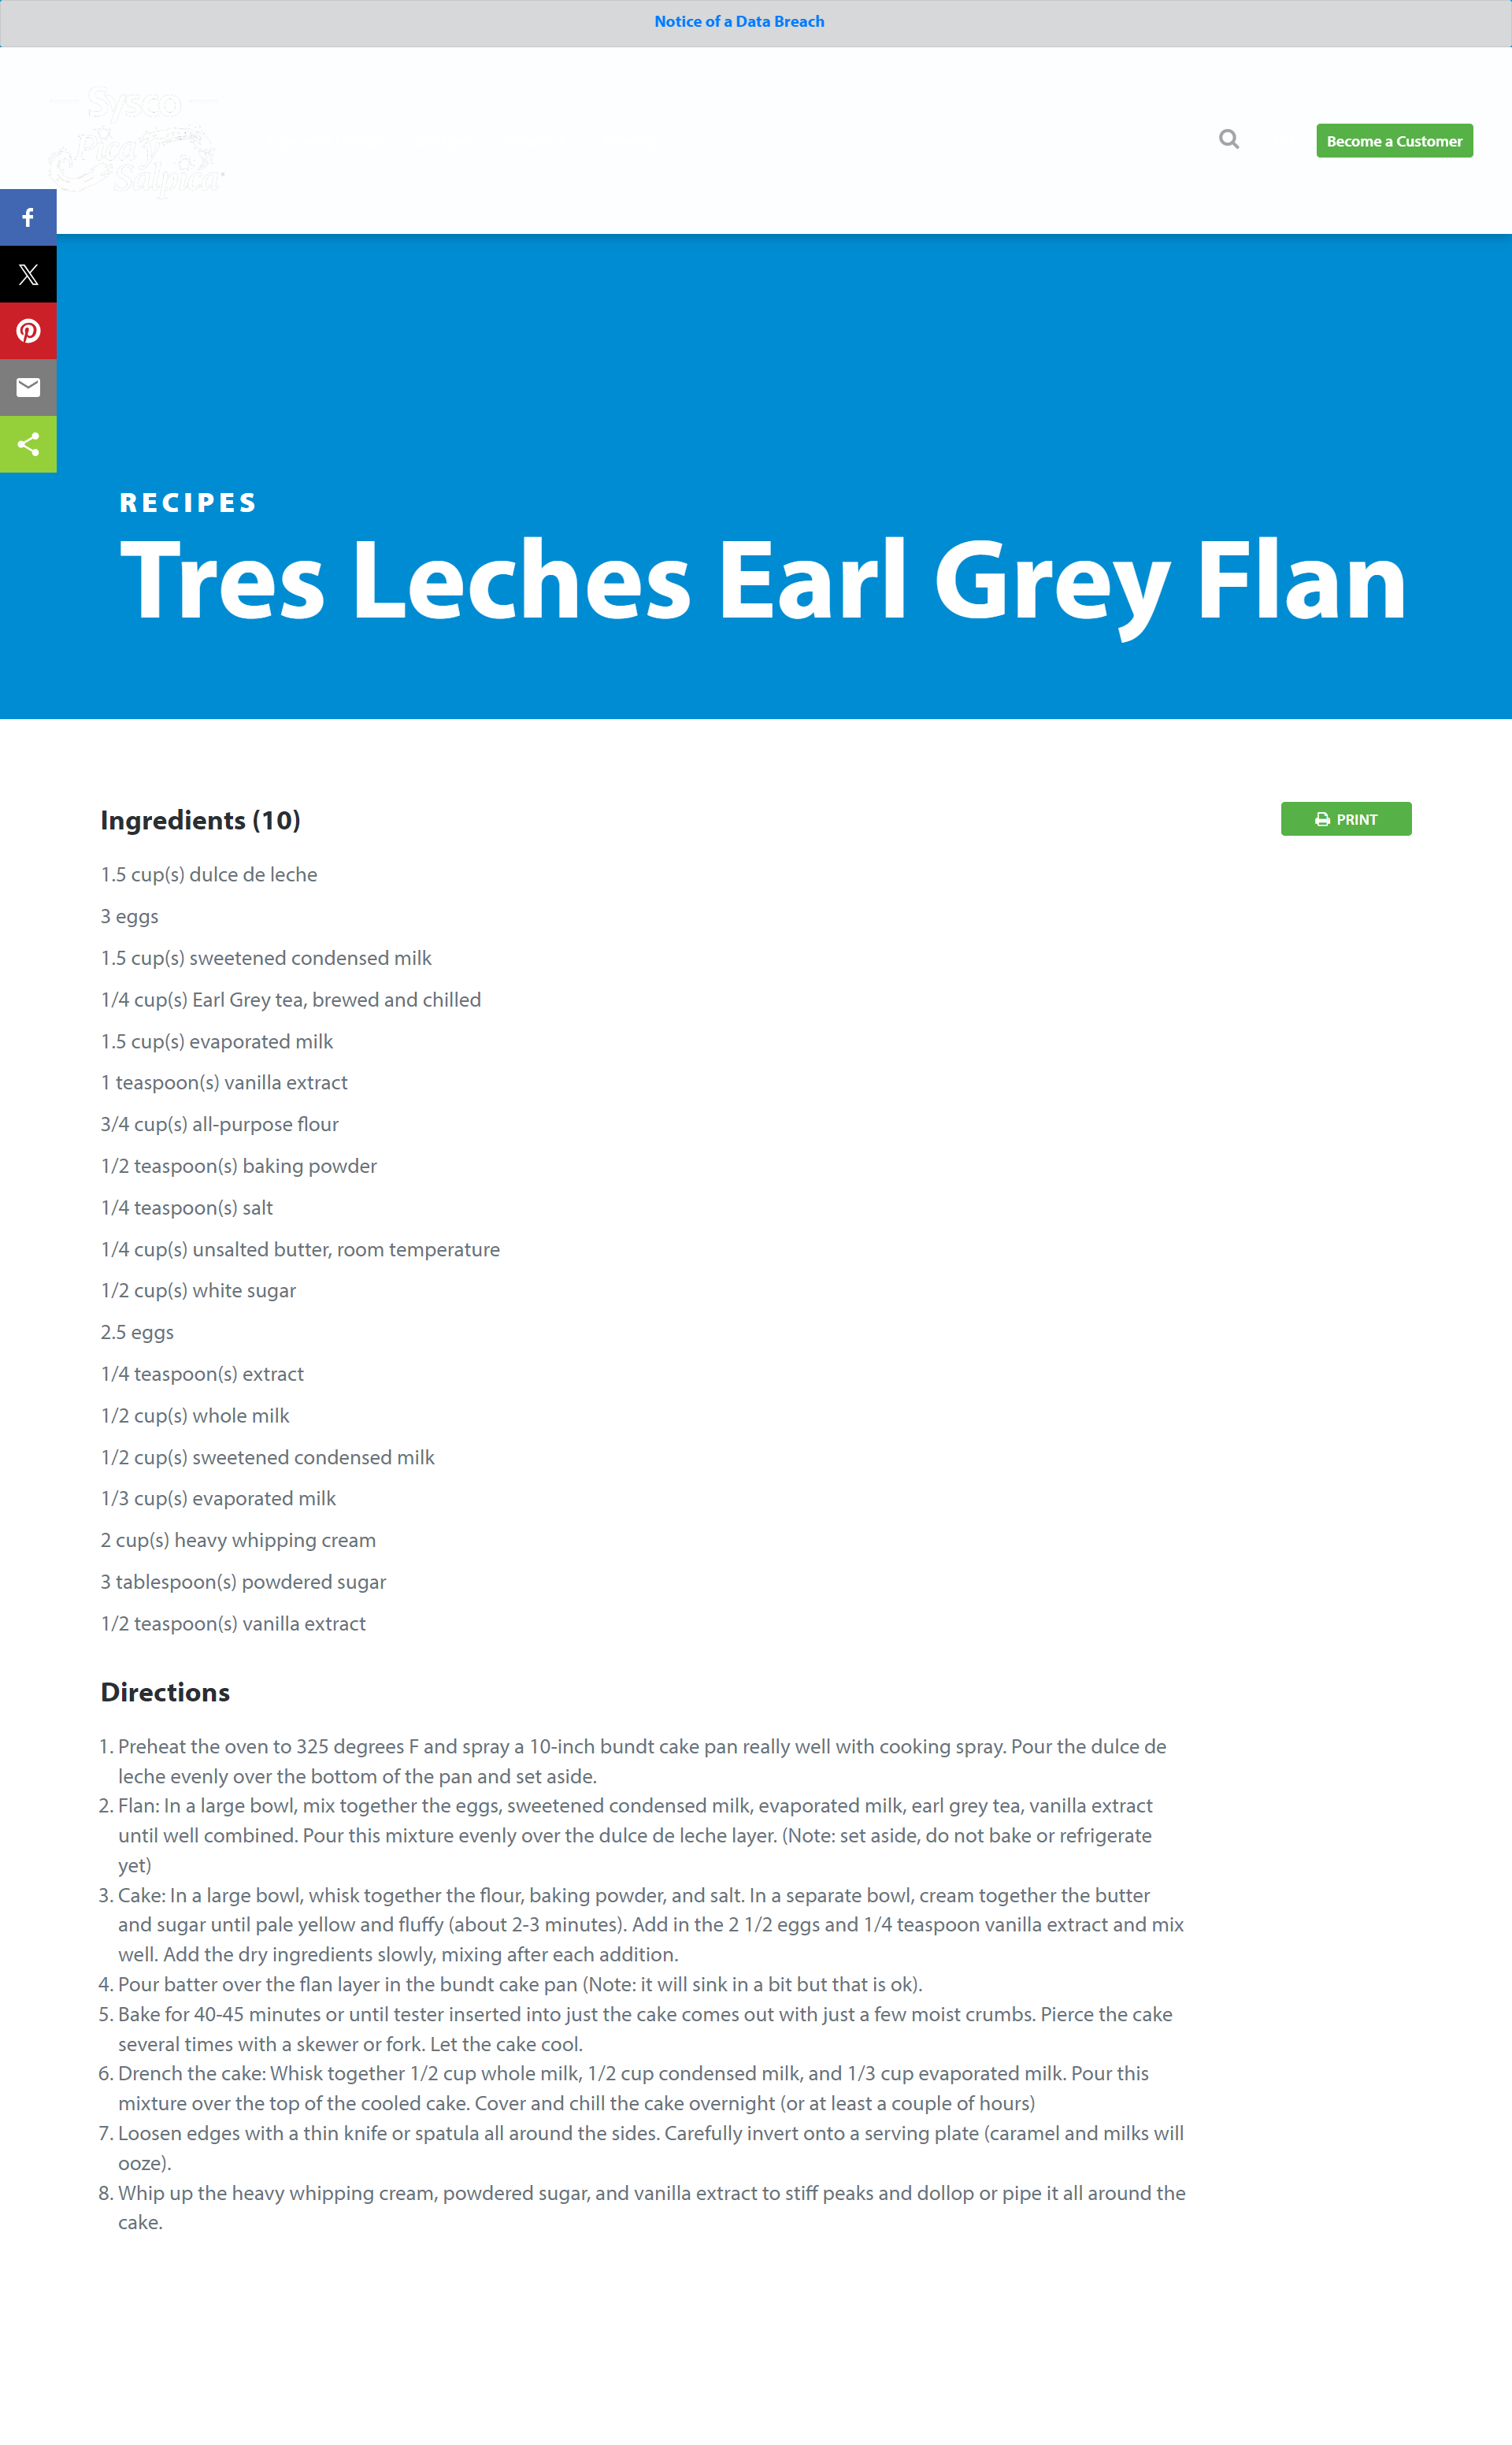 Notice of a Data Breach
Sysco
Pica y
Salpica
Become a Customer
RECIPES
Tres Leches Earl Grey Flan
Ingredients (10)
PRINT
1.5 cup(s) dulce de leche
3 eggs
1.5 cup(s) sweetened condensed milk
1/4 cup(s) Earl Grey tea, brewed and chilled
1.5 cup(s) evaporated milk
1 teaspoon(s) vanilla extract
3/4 cup(s) all-purpose flour
1/2 teaspoon(s) baking powder
1/4 teaspoon(s) salt
1/4 cup(s) unsalted butter, room temperature
1/2 cup(s) white sugar
2.5 eggs
1/4 teaspoon(s) extract
1/2 cup(s) whole milk
1/2 cup(s) sweetened condensed milk
1/3 cup(s) evaporated milk
2 cup(s) heavy whipping cream
3 tablespoon(s) powdered sugar
1/2 teaspoon(s) vanilla extract
Directions
1. Preheat the oven to 325 degrees F and spray a 10-inch bundt cake pan really well with cooking spray. Pour the dulce de
leche evenly over the bottom of the pan and set aside.
2. Flan: In a large bowl, mix together the eggs, sweetened condensed milk, evaporated milk, earl grey tea, vanilla extract
until well combined. Pour this mixture evenly over the dulce de leche layer. (Note: set aside, do not bake or refrigerate
yet)
3. Cake: In a large bowl, whisk together the flour, baking powder, and salt. In a separate bowl, cream together the butter
and sugar until pale yellow and fluffy (about 2-3 minutes). Add in the 2 1/2 eggs and 1/4 teaspoon vanilla extract and mix
well. Add the dry ingredients slowly, mixing after each addition.
4. Pour batter over the flan layer in the bundt cake pan (Note: it will sink in a bit but that is ok).
5. Bake for 40-45 minutes or until tester inserted into just the cake comes out with just a few moist crumbs. Pierce the cake
several times with a skewer or fork. Let the cake cool.
6. Drench the cake: Whisk together 1/2 cup whole milk, 1/2 cup condensed milk, and 1/3 cup evaporated milk. Pour this
mixture over the top of the cooled cake. Cover and chill the cake overnight (or at least a couple of hours)
7. Loosen edges with a thin knife or spatula all around the sides. Carefully invert onto a serving plate (caramel and milks will
ooze).
8. Whip up the heavy whipping cream, powdered sugar, and vanilla extract to stiff peaks and dollop or pipe it all around the
cake.